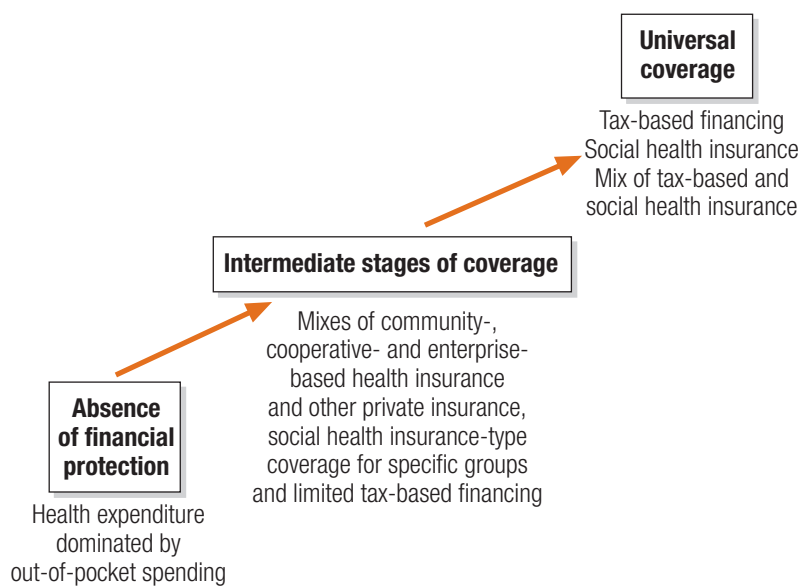 Universal
coverage
Tax-based financing
Social health insurance
Mix of tax-based and
social health insurance
Intermediate stages of coverage
Mixes of community-,
cooperative- and enterprise-
based health insurance
and other private insurance,
social health insurance-type
coverage for specific groups
and limited tax-based financing
Absence
of financial
protection
Health expenditure
dominated by
out-of-pocket spending